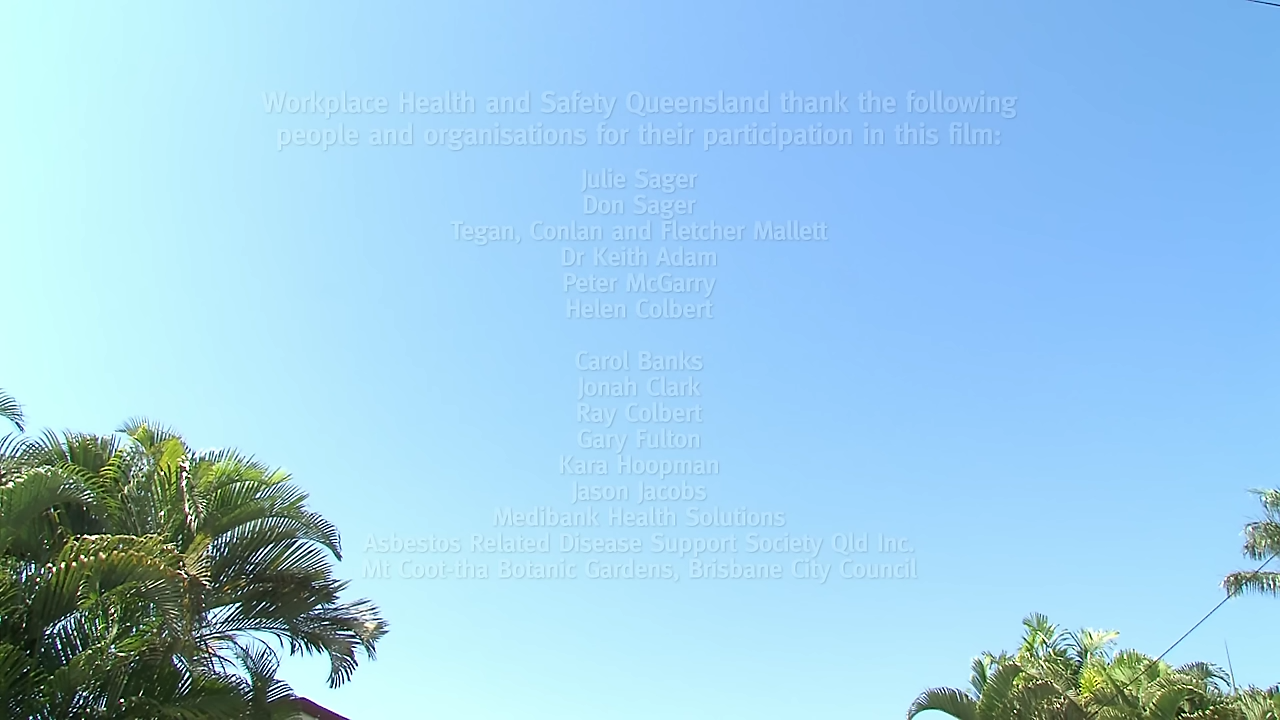 Workplace Health and Safety Queensland thank the following
people and organisations for their participation in this film:
Julie Sager
Don Sager
Tegan, Conlan and Fletcher Mallett
Dr Keith Adam
Peter McGarry
Helen Colbert
Carol Banks
Jonah Clark
Ray Colbert
Gary Fulton
Kara Hoopman
Jason Jacobs
Medibank Health Solutions
Asbestos Related Disease Support Society Qld Inc.
Mt Coot-tha Botanic Gardens, Brisbane City Council